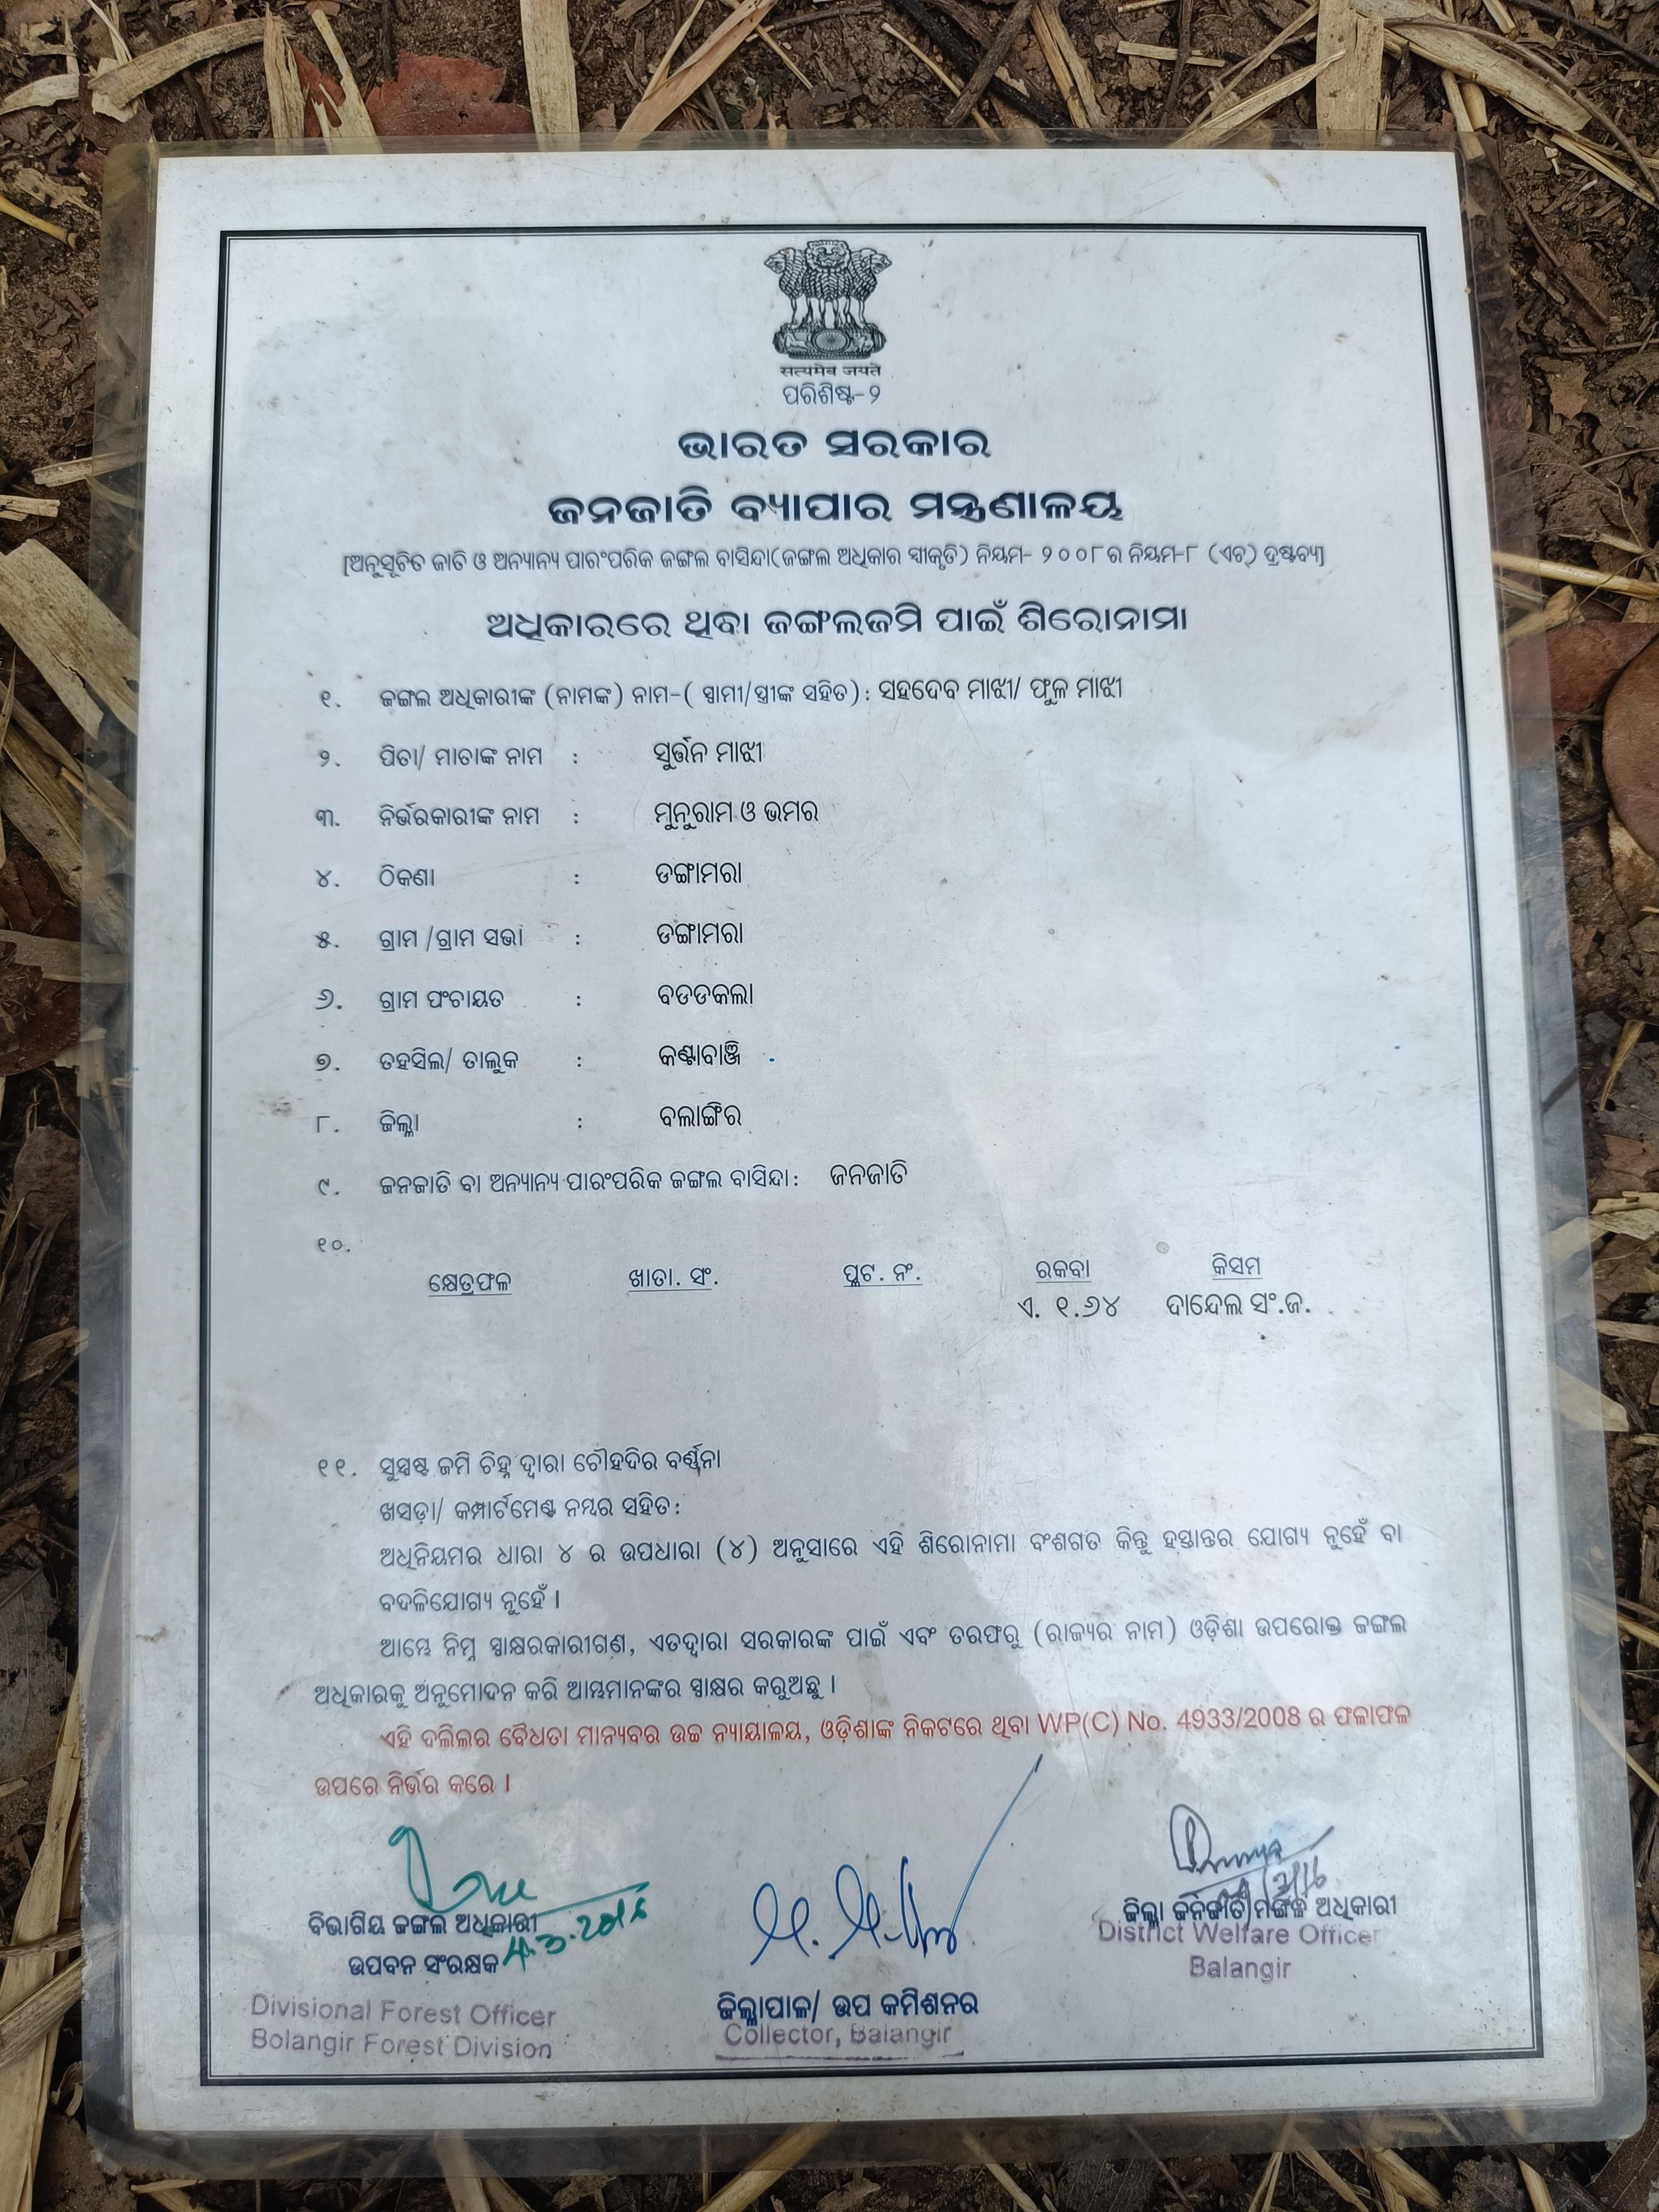 सत्यमेव जयते
ପରିଶିଷ୍ଟ-୨
ଭାରତ ସରକାର
ଜନଜାତି ବ୍ୟାପାର ମନ୍ତ୍ରଣାଳୟ
[ଅନୁସୂଚିତ ଜାତି ଓ ଅନ୍ୟାନ୍ୟ ପାରଂପରିକ ଜଙ୍ଗଲ ବାସିନ୍ଦା(ଜଙ୍ଗଲ ଅଧିକାର ସ୍ୱୀକୃତି) ନିୟମ- ୨୦୦୮ର ନିୟମ-୮ (ଏଚ୍) ଦ୍ରଷ୍ଟବ୍ୟ]
ଅଧିକାରରେ ଥିବା ଜଙ୍ଗଲଜମି ପାଇଁ ଶିରୋନାମା
୧. ଜଙ୍ଗଲ ଅଧିକାରୀଙ୍କ (ନାମଙ୍କ) ନାମ-( ସ୍ୱାମୀ/ସ୍ତ୍ରୀଙ୍କ ସହିତ) : ସହଦେବ ମାଝୀ/ ଫୁଲ ମାଝୀ
୨. ପିତା/ ମାତାଙ୍କ ନାମ : ସୁର୍ତ୍ତନ ମାଝୀ
୩. ନିର୍ଭରକାରୀଙ୍କ ନାମ : ମୁନୁରାମ ଓ ଭମର
୪. ଠିକଣା : ଡଙ୍ଗାମରା
୫. ଗ୍ରାମ /ଗ୍ରାମ ସଭା : ଡଙ୍ଗାମରା
୬. ଗ୍ରାମ ପଂଚାୟତ : ବଡଡକଲା
୭. ତହସିଲ/ ତାଲୁକ : କଣ୍ଟାବାଞ୍ଜି
୮. ଜିଲ୍ଲା : ବଲାଙ୍ଗିର
୯. ଜନଜାତି ବା ଅନ୍ୟାନ୍ୟ ପାରଂପରିକ ଜଙ୍ଗଲ ବାସିନ୍ଦା : ଜନଜାତି
୧୦.
କ୍ଷେତ୍ରଫଳ ଖାତା. ସଂ. ପ୍ଲଟ. ନଂ. ରକବା କିସମ
ଏ. ୧.୬୪ ଦାନ୍ଦେଲ ସଂ.ଜ.
୧୧. ସୁସ୍ପଷ୍ଟ ଜମି ଚିହ୍ନ ଦ୍ୱାରା ଚୌହଦିର ବର୍ଣ୍ଣନା
ଖସଡ଼ା/ କମ୍ପାର୍ଟମେଣ୍ଟ ନମ୍ବର ସହିତ :
ଅଧିନିୟମର ଧାରା ୪ ର ଉପଧାରା (୪) ଅନୁସାରେ ଏହି ଶିରୋନାମା ବଂଶଗତ କିନ୍ତୁ ହସ୍ତାନ୍ତର ଯୋଗ୍ୟ ନୁହେଁ ବା
ବଦଳିଯୋଗ୍ୟ ନୁହେଁ ।
ଆମ୍ଭେ ନିମ୍ନ ସ୍ୱାକ୍ଷରକାରୀଗଣ, ଏତଦ୍ୱାରା ସରକାରଙ୍କ ପାଇଁ ଏବଂ ତରଫରୁ (ରାଜ୍ୟର ନାମ) ଓଡ଼ିଶା ଉପରୋକ୍ତ ଜଙ୍ଗଲ
ଅଧିକାରକୁ ଅନୁମୋଦନ କରି ଆମ୍ଭମାନଙ୍କର ସ୍ୱାକ୍ଷର କରୁଅଛୁ ।
ଏହି ଦଲିଲର ବୈଧତା ମାନ୍ୟବର ଉଚ୍ଚ ନ୍ୟାୟାଳୟ, ଓଡ଼ିଶାଙ୍କ ନିକଟରେ ଥିବା WP(C) No. 4933/2008 ର ଫଳାଫଳ
ଉପରେ ନିର୍ଭର କରେ ।
ବିଭାଗିୟ ଜଙ୍ଗଲ ଅଧିକାରୀ
ଉପବନ ସଂରକ୍ଷକ
Divisional Forest Officer
Bolangir Forest Division
ଜିଲ୍ଲାପାଳ/ ଉପ କମିଶନର
Collector, Balangir
ଜିଲ୍ଲା ଜନଜାତି ମଙ୍ଗଳ ଅଧିକାରୀ
District Welfare Officer
Balangir